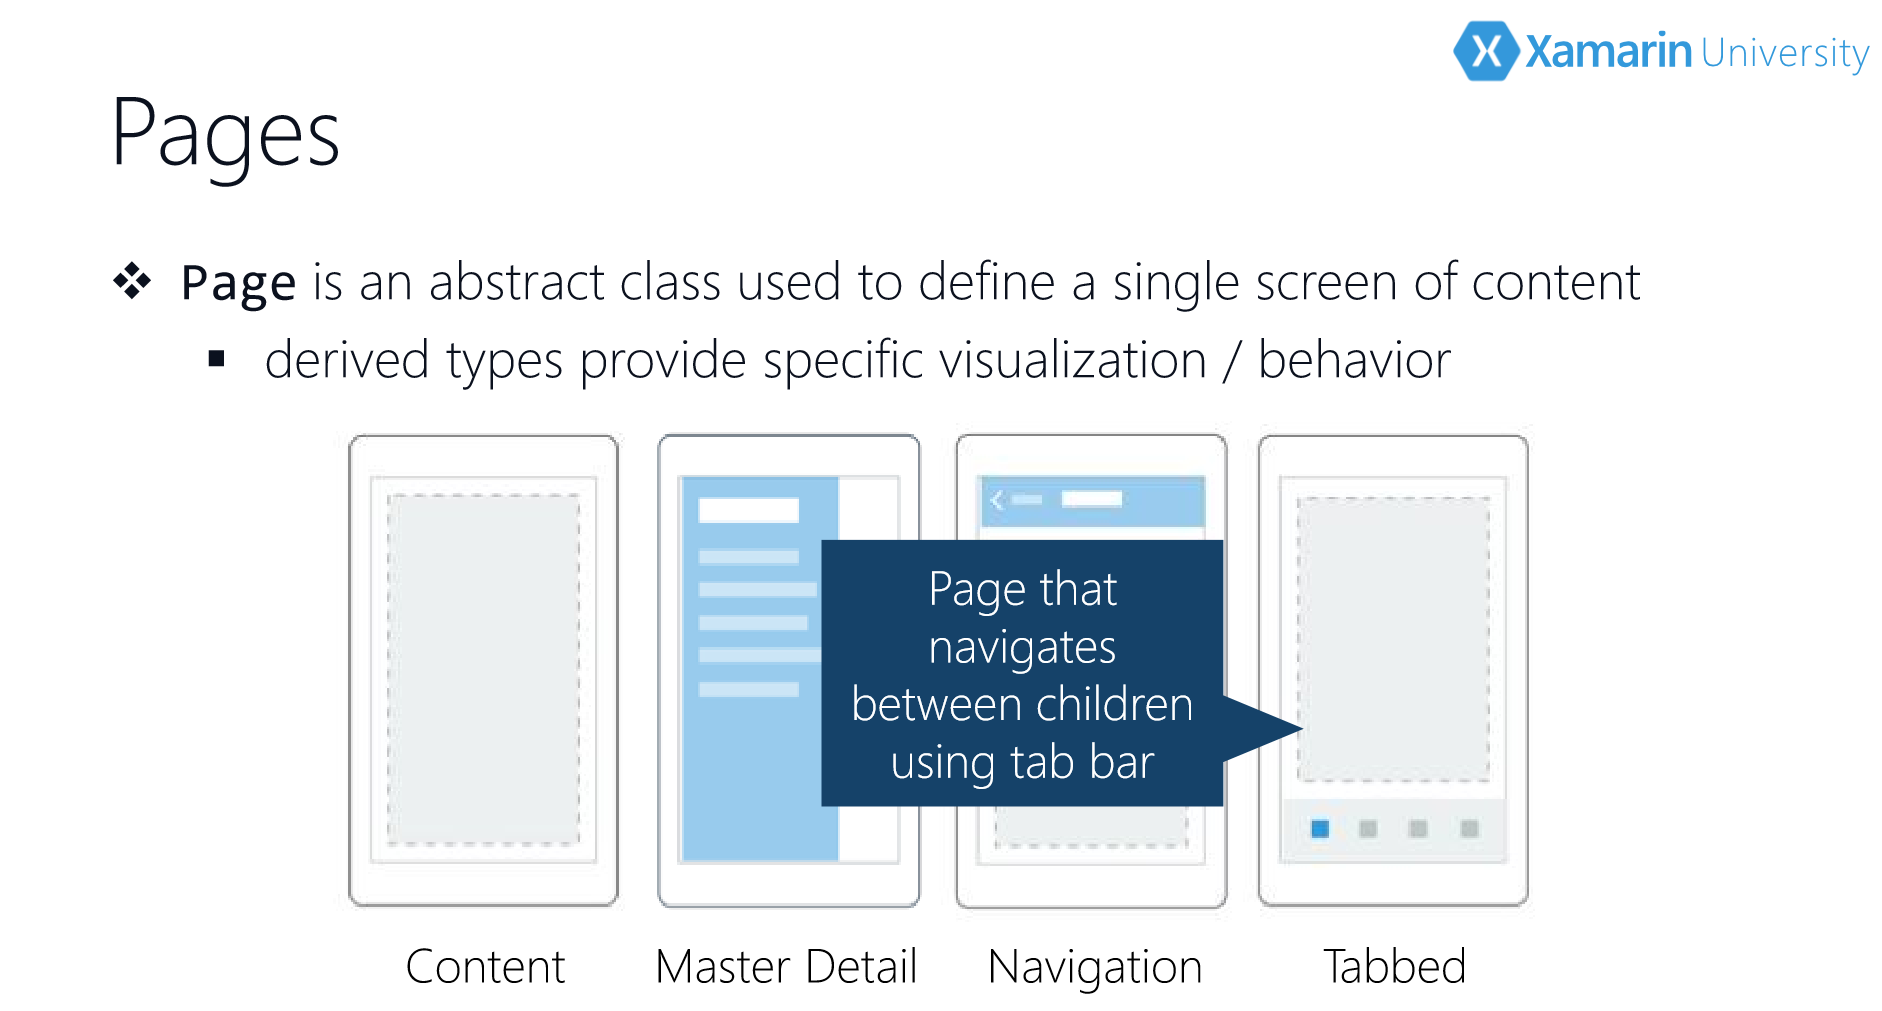 Xamarin University
Pages
Page is an abstract class used to define a single screen of content
derived types provide specific visualization / behavior
Page that
navigates
between children
using tab bar
Content
Master Detail
Navigation
Tabbed